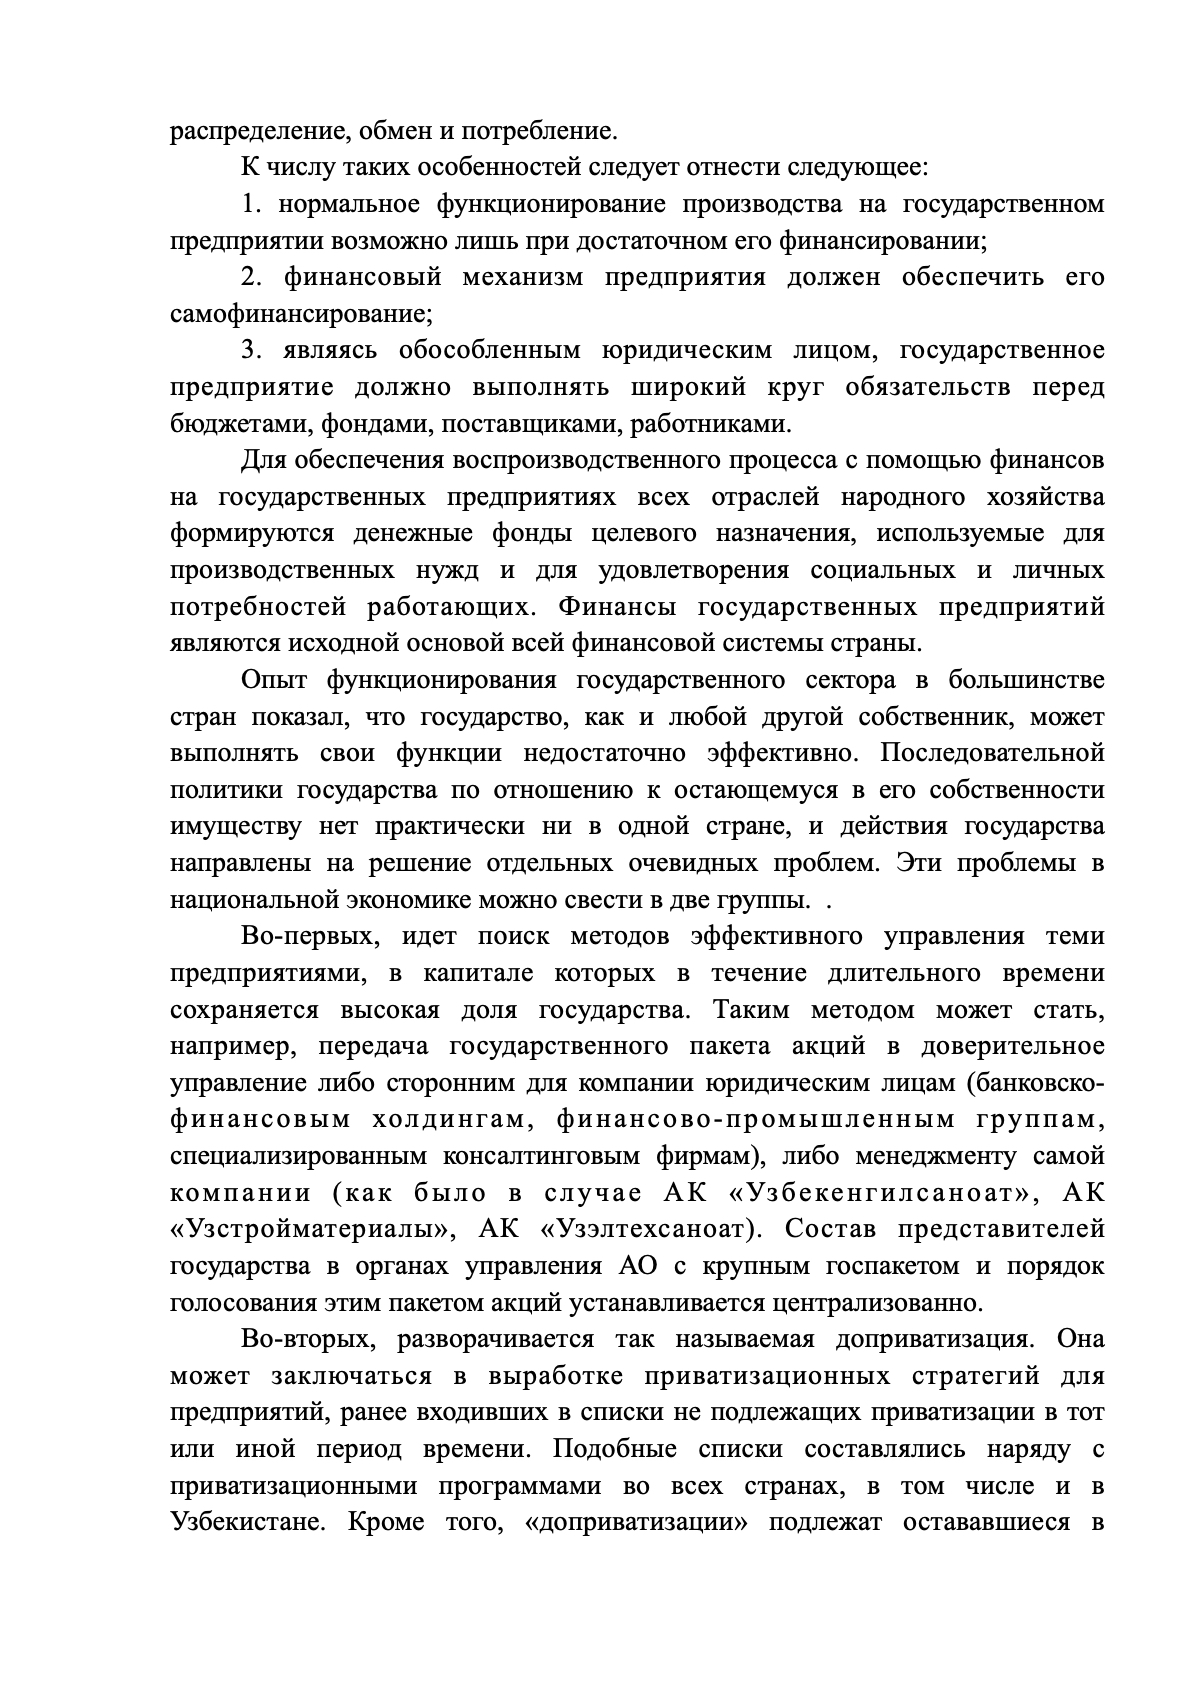 распределение, обмен и потребление.
К числу таких особенностей следует отнести следующее:
1. нормальное функционирование производства на государственном
предприятии возможно лишь при достаточном его финансировании;
2. финансовый механизм предприятия должен обеспечить его
самофинансирование;
3. являясь обособленным юридическим лицом, государственное
предприятие должно выполнять широкий круг обязательств перед
бюджетами, фондами, поставщиками, работниками.
Для обеспечения воспроизводственного процесса с помощью финансов
на государственных предприятиях всех отраслей народного хозяйства
формируются денежные фонды целевого назначения, используемые для
производственных нужд и для удовлетворения социальных и личных
потребностей работающих. Финансы государственных предприятий
являются исходной основой всей финансовой системы страны.
Опыт функционирования государственного сектора в большинстве
стран показал, что государство, как и любой другой собственник, может
выполнять свои функции недостаточно эффективно. Последовательной
политики государства по отношению к остающемуся в его собственности
имуществу нет практически ни в одной стране, и действия государства
направлены на решение отдельных очевидных проблем. Эти проблемы в
национальной экономике можно свести в две группы. .
Во-первых, идет поиск методов эффективного управления теми
предприятиями, в капитале которых в течение длительного времени
сохраняется высокая доля государства. Таким методом может стать,
например, передача государственного пакета акций в доверительное
управление либо сторонним для компании юридическим лицам (банковско-
финансовым холдингам, финансово-промышленным группам,
специализированным консалтинговым фирмам), либо менеджменту самой
компании (как было в случае АК «Узбекенгилсаноат», АК
«Узстройматериалы», АК «Узэлтехсаноат). Состав представителей
государства в органах управления АО с крупным госпакетом и порядок
голосования этим пакетом акций устанавливается централизованно.
Во-вторых, разворачивается так называемая доприватизация. Она
может заключаться в выработке приватизационных стратегий для
предприятий, ранее входивших в списки не подлежащих приватизации в тот
или иной период времени. Подобные списки составлялись наряду с
приватизационными программами во всех странах, в том числе и в
Узбекистане. Кроме того, «доприватизации» подлежат остававшиеся в